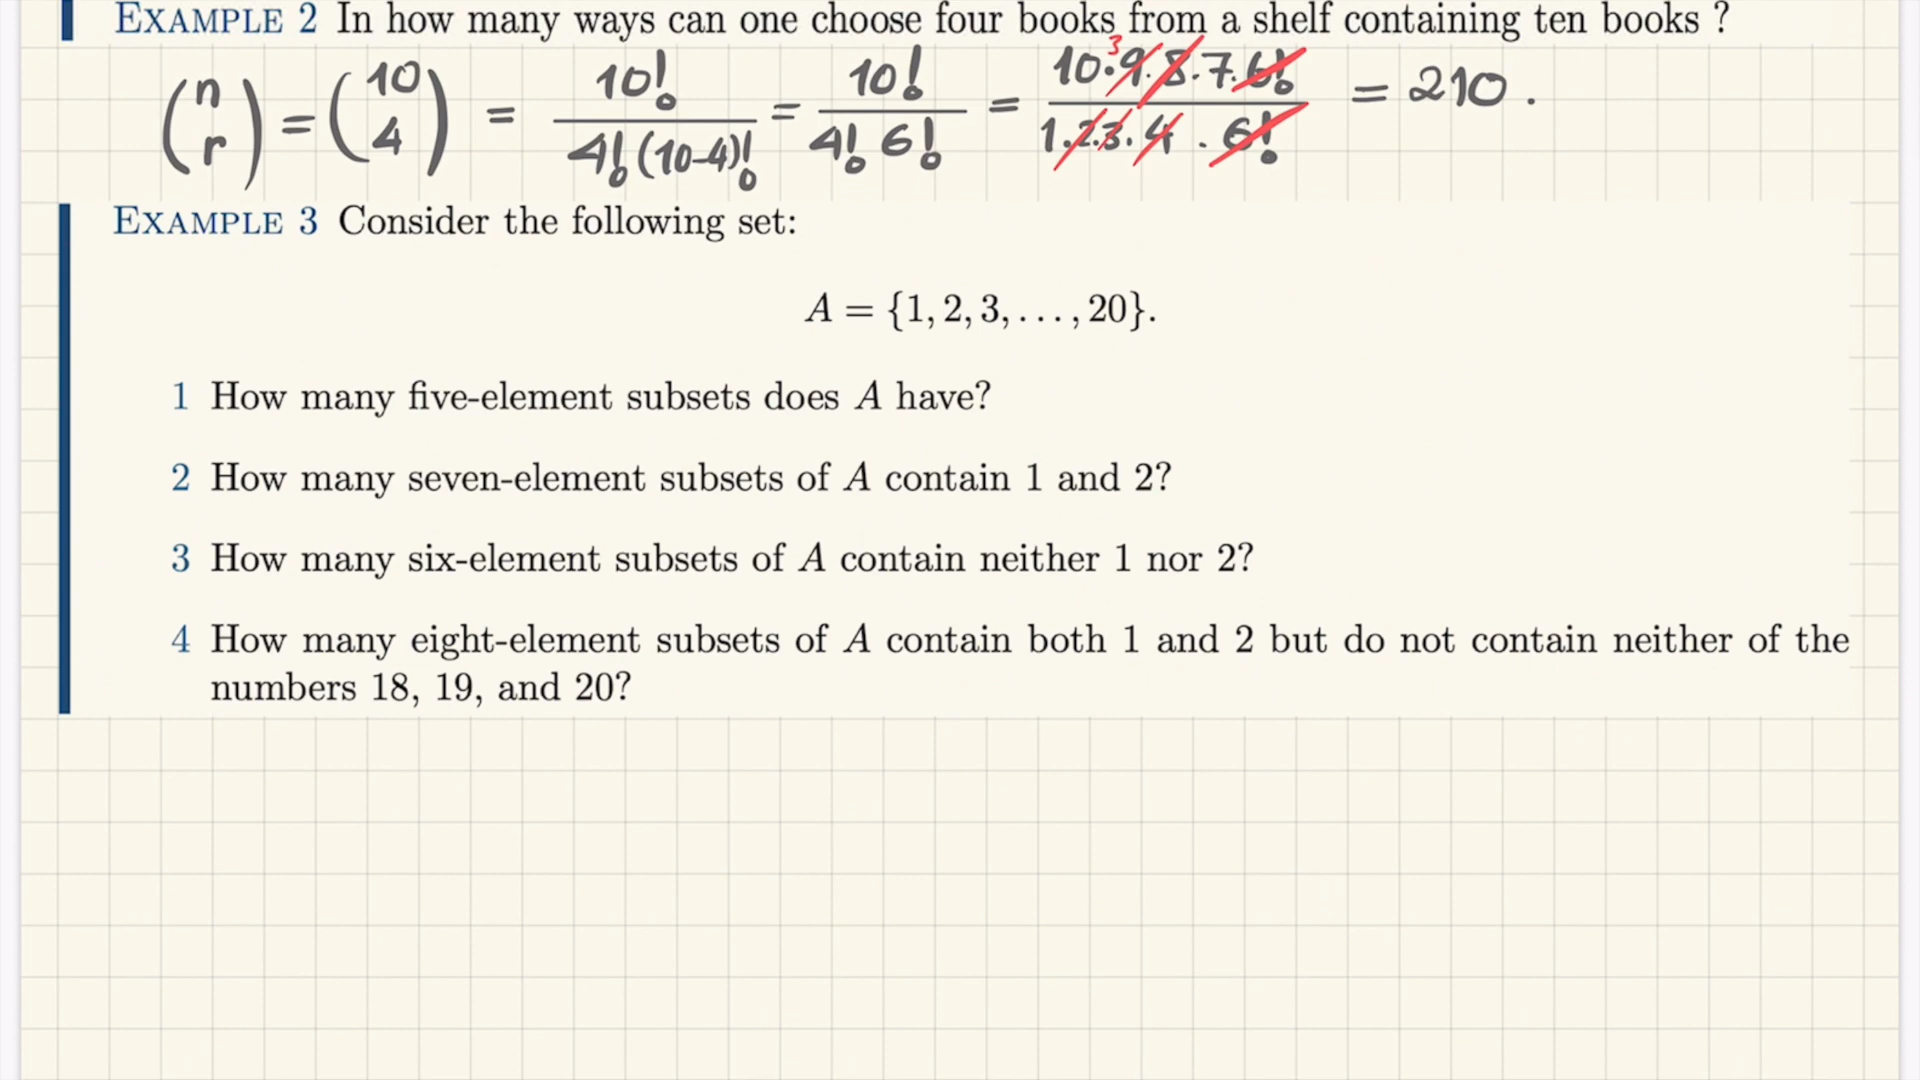 EXAMPLE 2 In how many ways can one choose four books from a shelf containing ten books ?
(n r) = (10 4) = 10! / 4!(10-4)! = 10! / 4! 6! = 10·9·8·7·6! / 1·2·3·4·6! = 210.
3
EXAMPLE 3 Consider the following set:
A = {1, 2, 3, . . . , 20}.
1 How many five-element subsets does A have?
2 How many seven-element subsets of A contain 1 and 2?
3 How many six-element subsets of A contain neither 1 nor 2?
4 How many eight-element subsets of A contain both 1 and 2 but do not contain neither of the
numbers 18, 19, and 20?